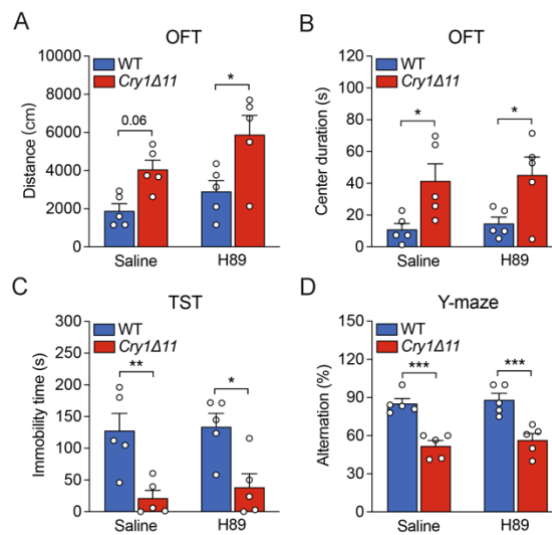 A
OFT
WT
Cry1Δ11
Distance (cm)
10000
8000
6000
4000
2000
0
0.06
*
Saline
H89
B
OFT
WT
Cry1Δ11
Center duration (s)
120
100
80
60
40
20
0
*
*
Saline
H89
C
TST
WT
Cry1Δ11
Immobility time (s)
300
250
200
150
100
50
0
**
*
Saline
H89
D
Y-maze
WT
Cry1Δ11
Alternation (%)
150
120
90
60
30
0
***
***
Saline
H89